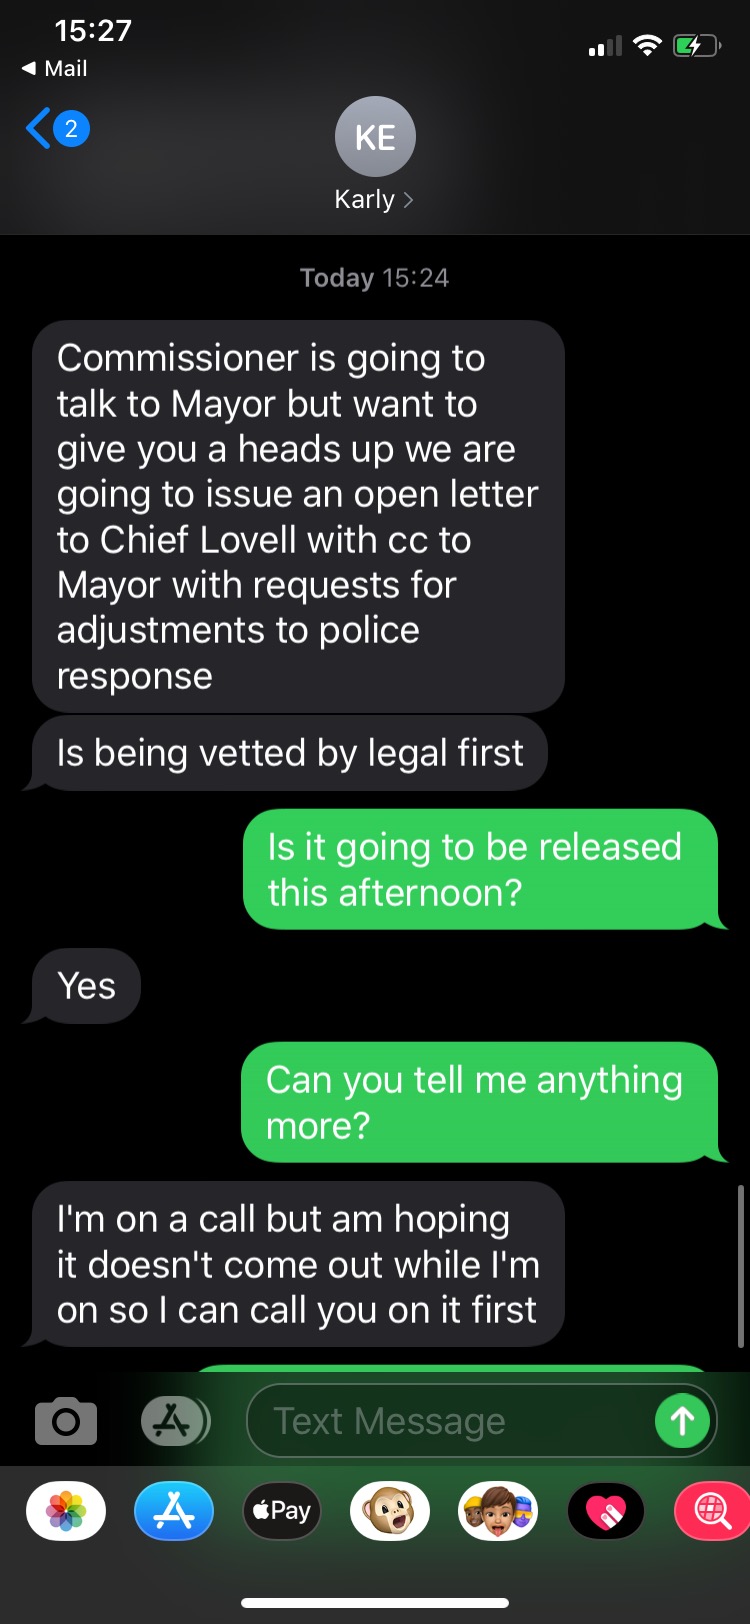 15:27
Mail
2
KE
Karly
Today 15:24
Commissioner is going to
talk to Mayor but want to
give you a heads up we are
going to issue an open letter
to Chief Lovell with cc to
Mayor with requests for
adjustments to police
response
Is being vetted by legal first
Is it going to be released
this afternoon?
Yes
Can you tell me anything
more?
I'm on a call but am hoping
it doesn't come out while I'm
on so I can call you on it first
Text Message
Pay